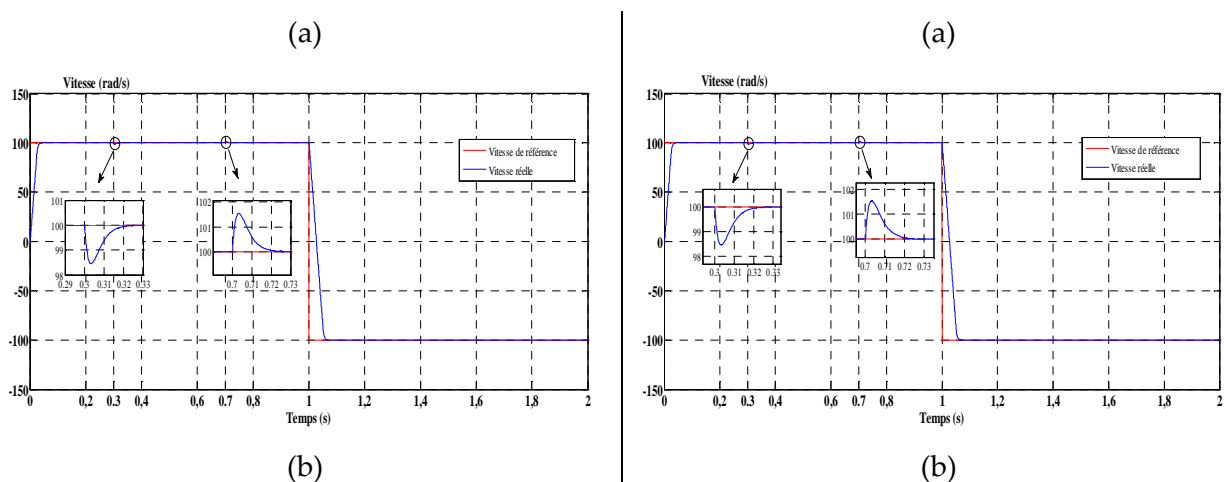 (a)
Vitesse (rad/s)
150
100
50
0
-50
-100
-150
Vitesse de référence
Vitesse réelle
101
100
99
98
0.29 0.3 0.31 0.32 0.33
102
101
100
0.7 0.71 0.72 0.73
0 0,2 0.3 0,4 0,6 0.7 0,8 1 1,2 1,4 1,6 1,8 2
Temps (s)
(b)
(a)
Vitesse (rad/s)
150
100
50
0
-50
-100
-150
Vitesse de référence
Vitesse réelle
100
99
98
0.3 0.31 0.32 0.33
102
101
100
0.7 0.71 0.72 0.73
0 0,2 0.3 0,4 0,6 0.7 0,8 1 1,2 1,4 1,6 1,8 2
Temps (s)
(b)